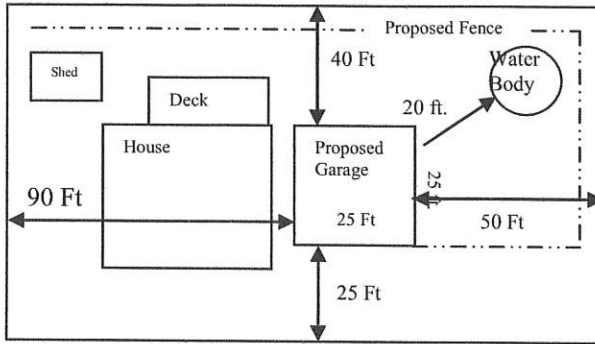 Proposed Fence
Shed
40 Ft
Water
Body
Deck
20 ft.
House
Proposed
Garage
25 ft
90 Ft
25 Ft
50 Ft
25 Ft